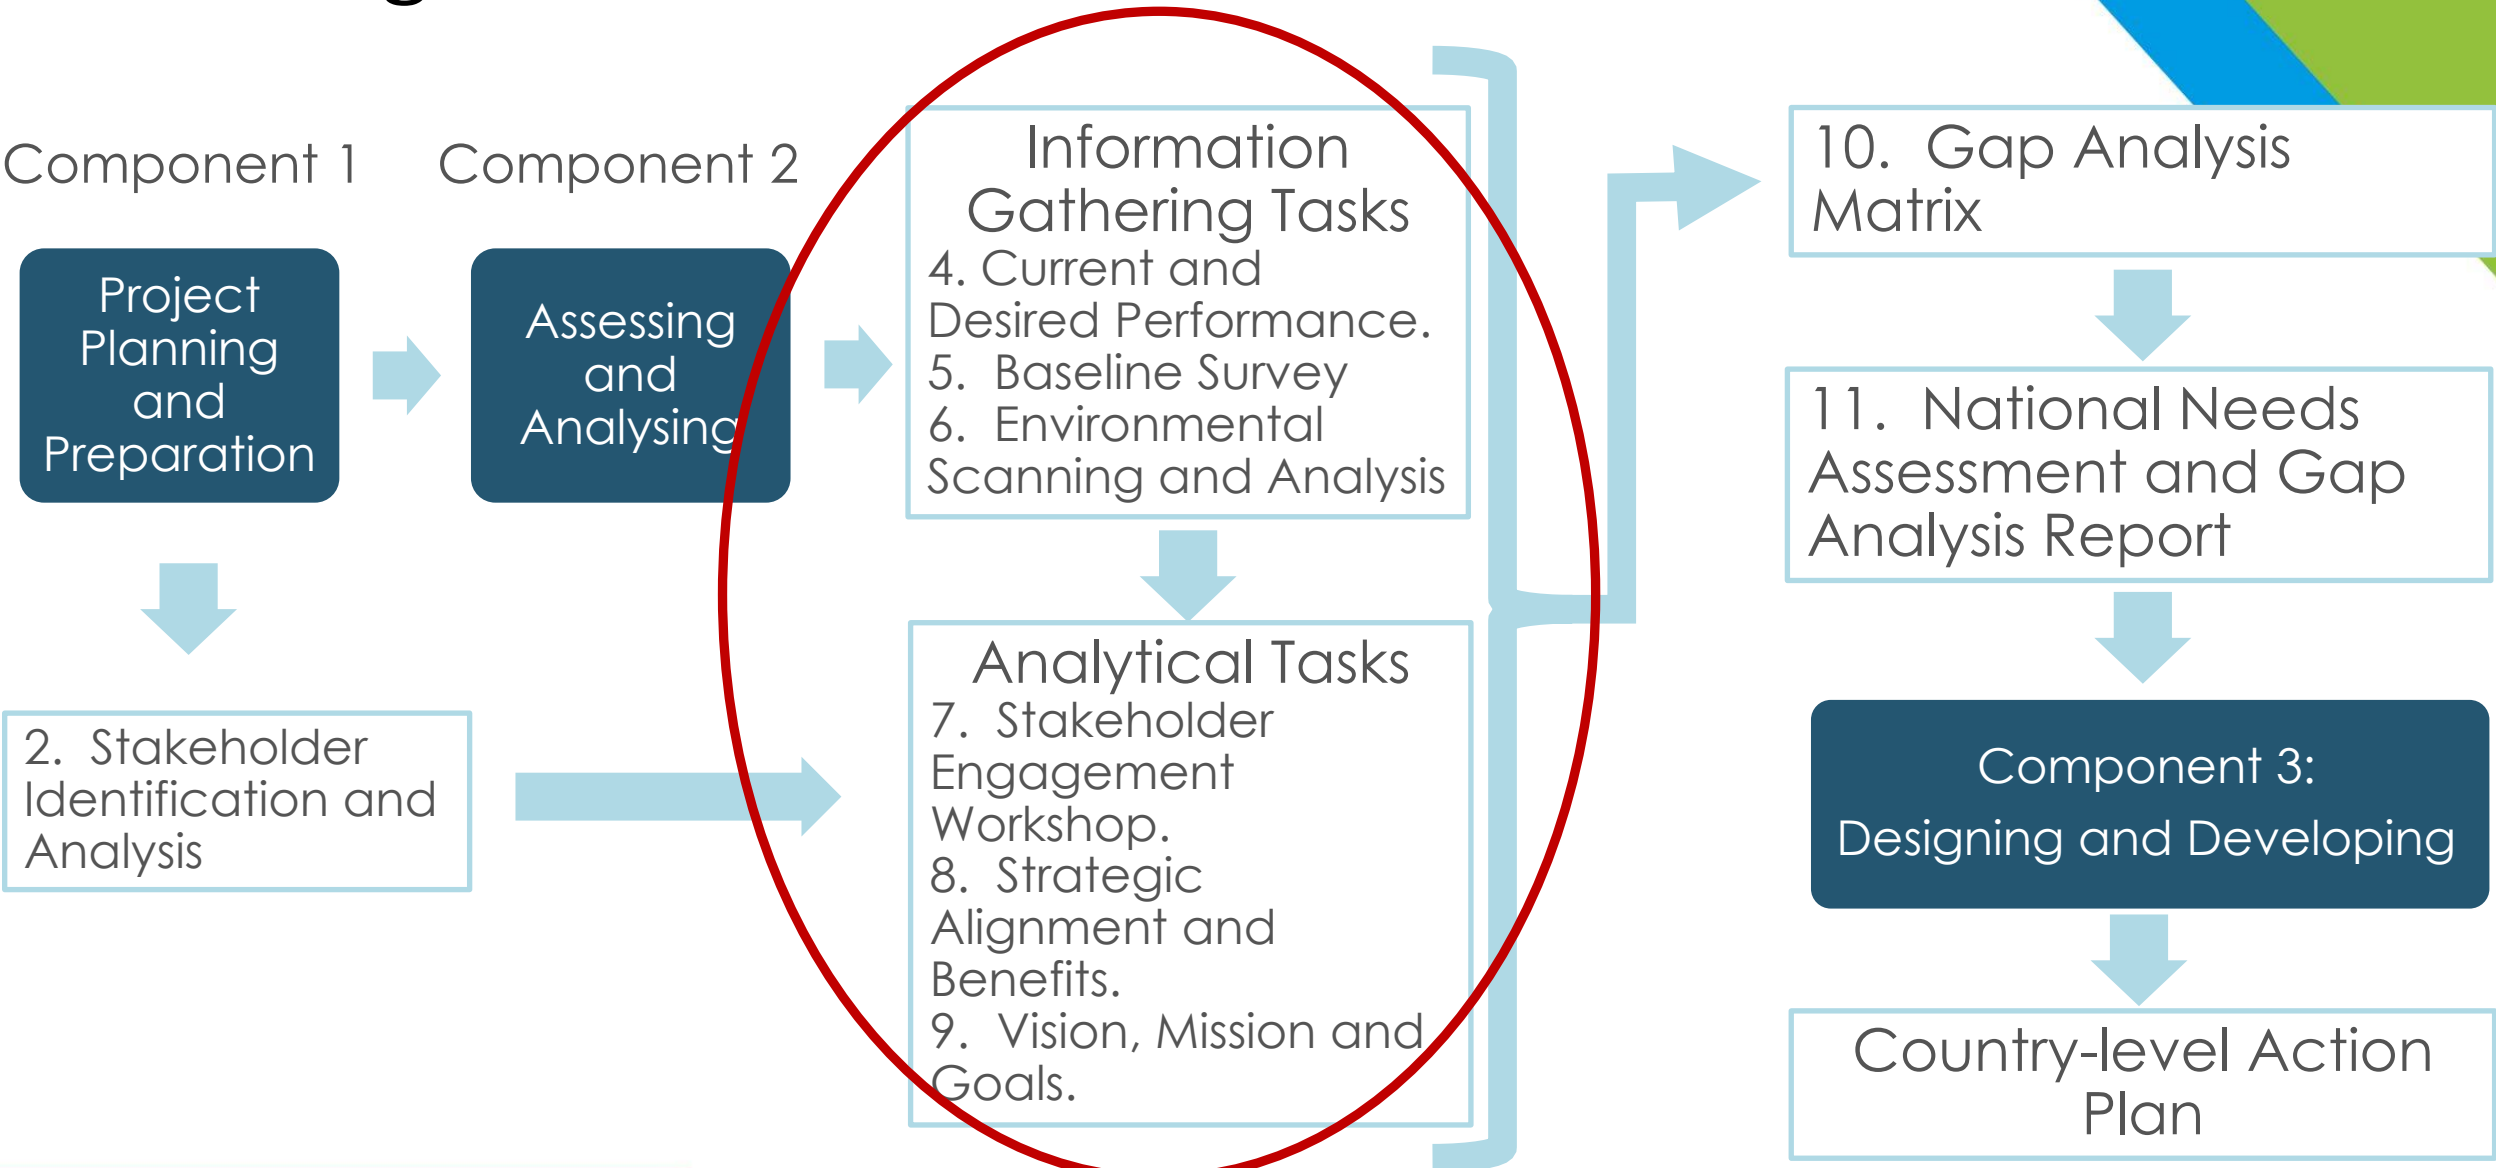 Component 1
Project
Planning
and
Preparation
2. Stakeholder
Identification and
Analysis
Component 2
Assessing
and
Analysing
Information
Gathering Tasks
4. Current and
Desired Performance.
5. Baseline Survey
6. Environmental
Scanning and Analysis
Analytical Tasks
7. Stakeholder
Engagement
Workshop.
8. Strategic
Alignment and
Benefits.
9. Vision, Mission and
Goals.
10. Gap Analysis
Matrix
11. National Needs
Assessment and Gap
Analysis Report
Component 3:
Designing and Developing
Country-level Action
Plan